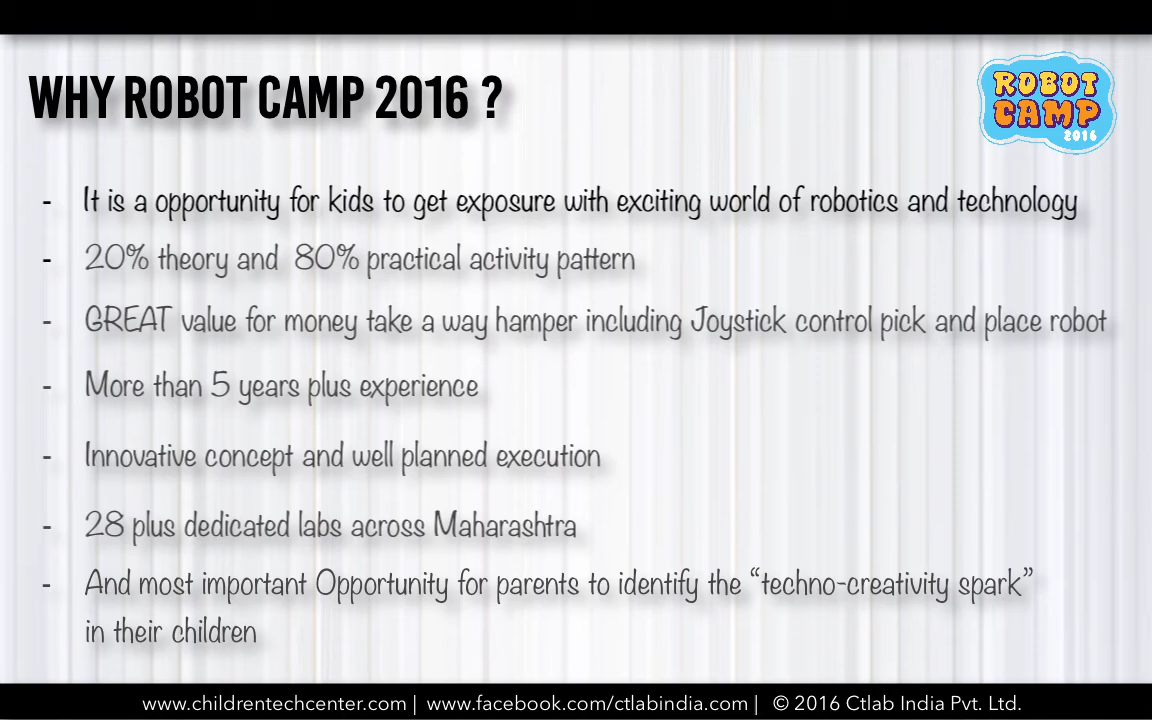 WHY ROBOT CAMP 2016 ?
ROBOT
CAMP
2016
- It is a opportunity for kids to get exposure with exciting world of robotics and technology
- 20% theory and 80% practical activity pattern
- GREAT value for money take a way hamper including Joystick control pick and place robot
- More than 5 years plus experience
- Innovative concept and well planned execution
- 28 plus dedicated labs across Maharashtra
- And most important Opportunity for parents to identify the “techno-creativity spark”
in their children
www.childrentechcenter.com | www.facebook.com/ctlabindia.com | © 2016 Ctlab India Pvt. Ltd.